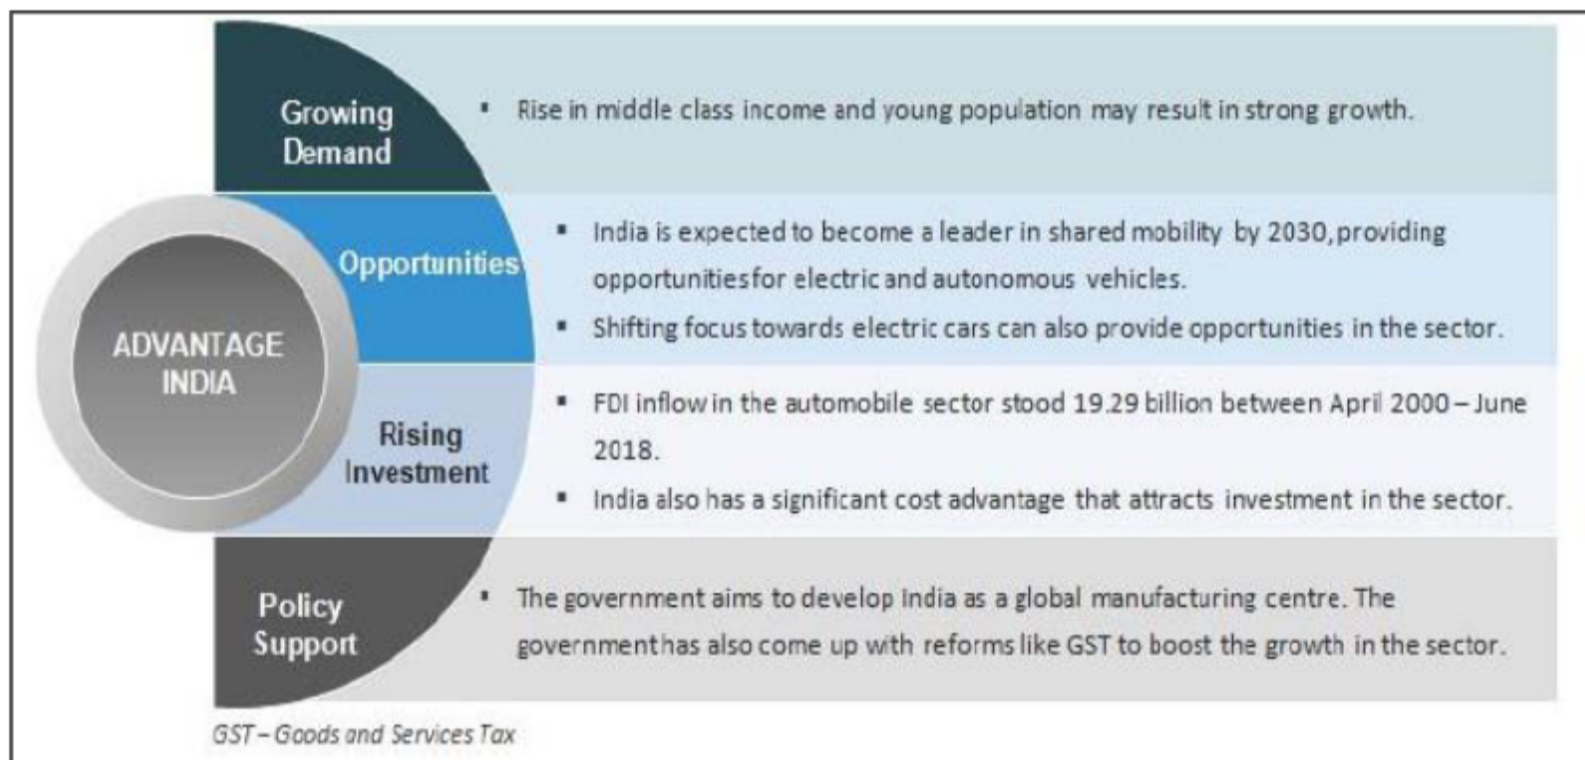 Growing
Demand
▪ Rise in middle class income and young population may result in strong growth.
ADVANTAGE
INDIA
Opportunities
▪ India is expected to become a leader in shared mobility by 2030, providing
opportunities for electric and autonomous vehicles.
▪ Shifting focus towards electric cars can also provide opportunities in the sector.
Rising
Investment
▪ FDI inflow in the automobile sector stood 19.29 billion between April 2000 – June
2018.
▪ India also has a significant cost advantage that attracts investment in the sector.
Policy
Support
▪ The government aims to develop India as a global manufacturing centre. The
government has also come up with reforms like GST to boost the growth in the sector.
GST – Goods and Services Tax